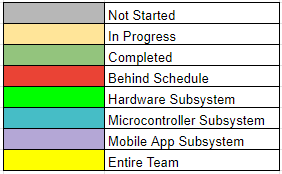 Not Started
In Progress
Completed
Behind Schedule
Hardware Subsystem
Microcontroller Subsystem
Mobile App Subsystem
Entire Team